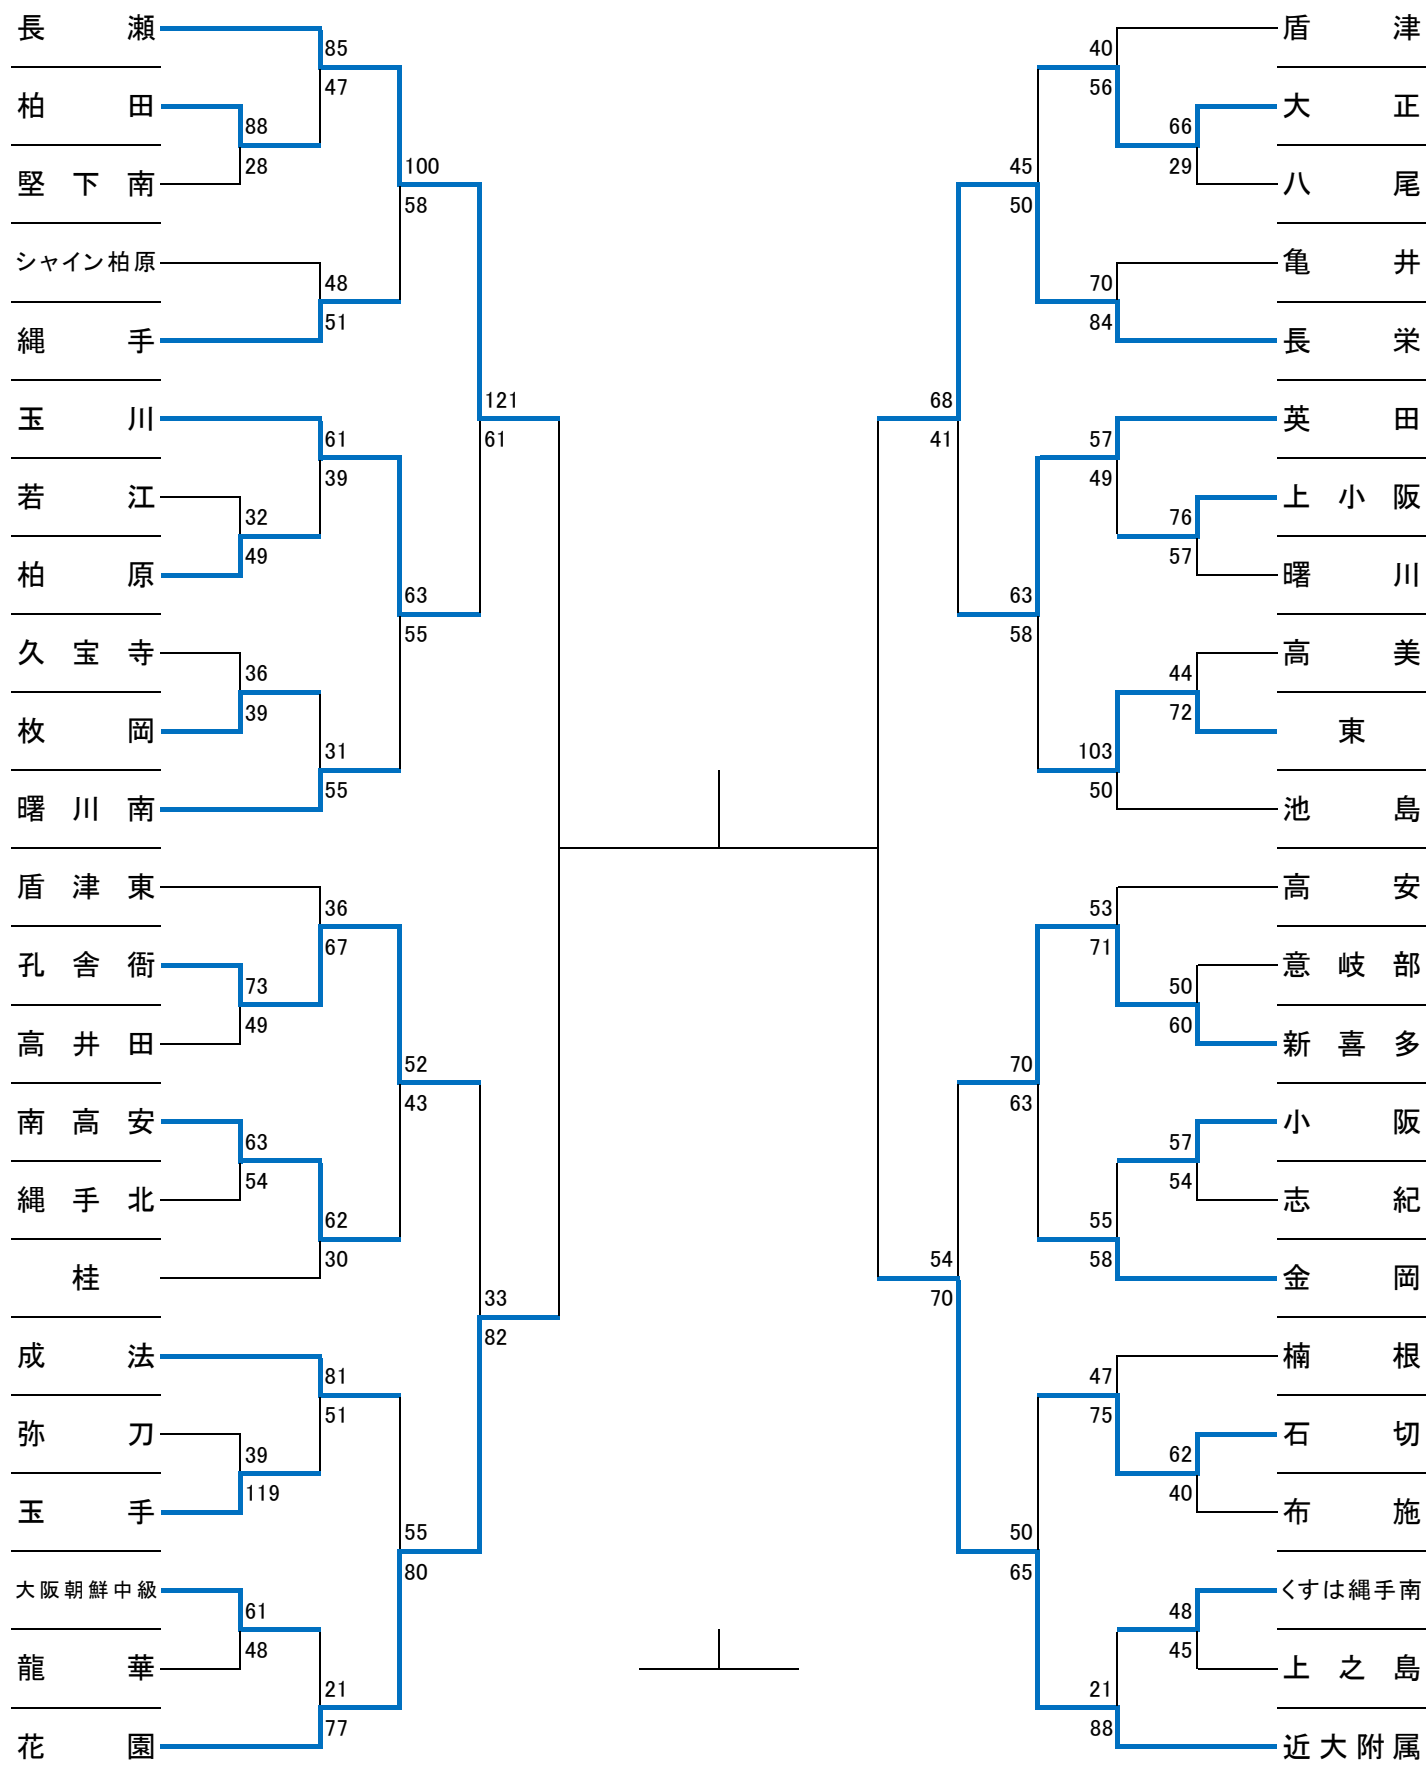 長瀬
85
47
柏田
88
28
堅下南
100
58
シャイン柏原
48
51
縄手
121
61
玉川
61
39
若江
32
49
柏原
63
55
久宝寺
36
39
枚岡
31
55
曙川南
盾津東
36
67
孔舎衙
73
49
高井田
52
43
南高安
63
54
縄手北
62
30
桂
33
82
成法
81
51
弥刀
39
119
玉手
55
80
大阪朝鮮中級
61
48
龍華
21
77
花園
盾津
40
56
大正
66
29
八尾
45
50
亀井
70
84
長栄
68
41
英田
57
49
上小阪
76
57
曙川
63
58
高美
44
72
東
103
50
池島
高安
53
71
意岐部
50
60
新喜多
70
63
小阪
57
54
志紀
55
58
金岡
54
70
楠根
47
75
石切
62
40
布施
50
65
くすは縄手南
48
45
上之島
21
88
近大附属